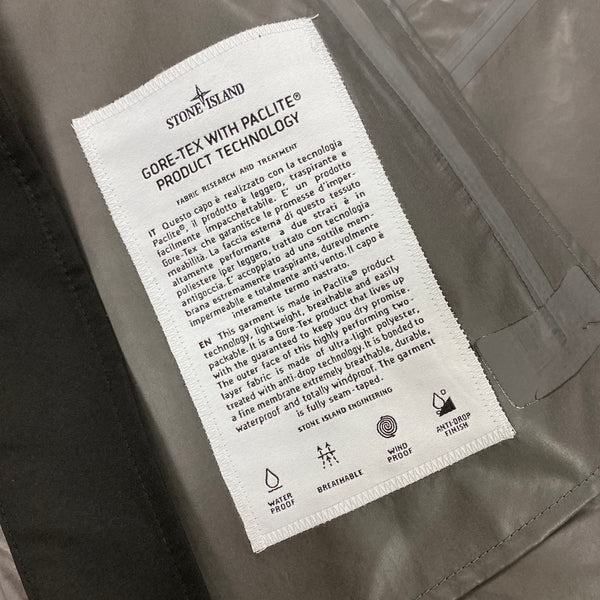 STONE ISLAND
GORE-TEX WITH PACLITE®
PRODUCT TECHNOLOGY
FABRIC RESEARCH AND TREATMENT
IT Questo capo è realizzato con la tecnologia
Paclite®, il prodotto è leggero, traspirante e
facilmente impacchettabile. E' un prodotto
Gore-Tex che garantisce le promesse d'imper-
meabilità. La faccia esterna di questo tessuto
altamente performante a due strati è in
poliestere iper leggero, trattato con tecnologia
antigoccia. E' accoppiato ad una sottile mem-
brana estremamente traspirante, durevolmente
impermeabile e totalmente anti vento. Il capo è
interamente termo nastrato.
EN This garment is made in Paclite® product
technology, lightweight, breathable and easily
packable. It is a Gore-Tex product that lives up
with the guaranteed to keep you dry promise.
The outer face of this highly performing two-
layer fabric is made of ultra-light polyester,
treated with anti-drop technology. It is bonded to
a fine membrane extremely breathable, durable,
waterproof and totally windproof. The garment
is fully seam-taped.
STONE ISLAND ENGINEERING
WATER
PROOF
BREATHABLE
WIND
PROOF
ANTI-DROP
FINISH